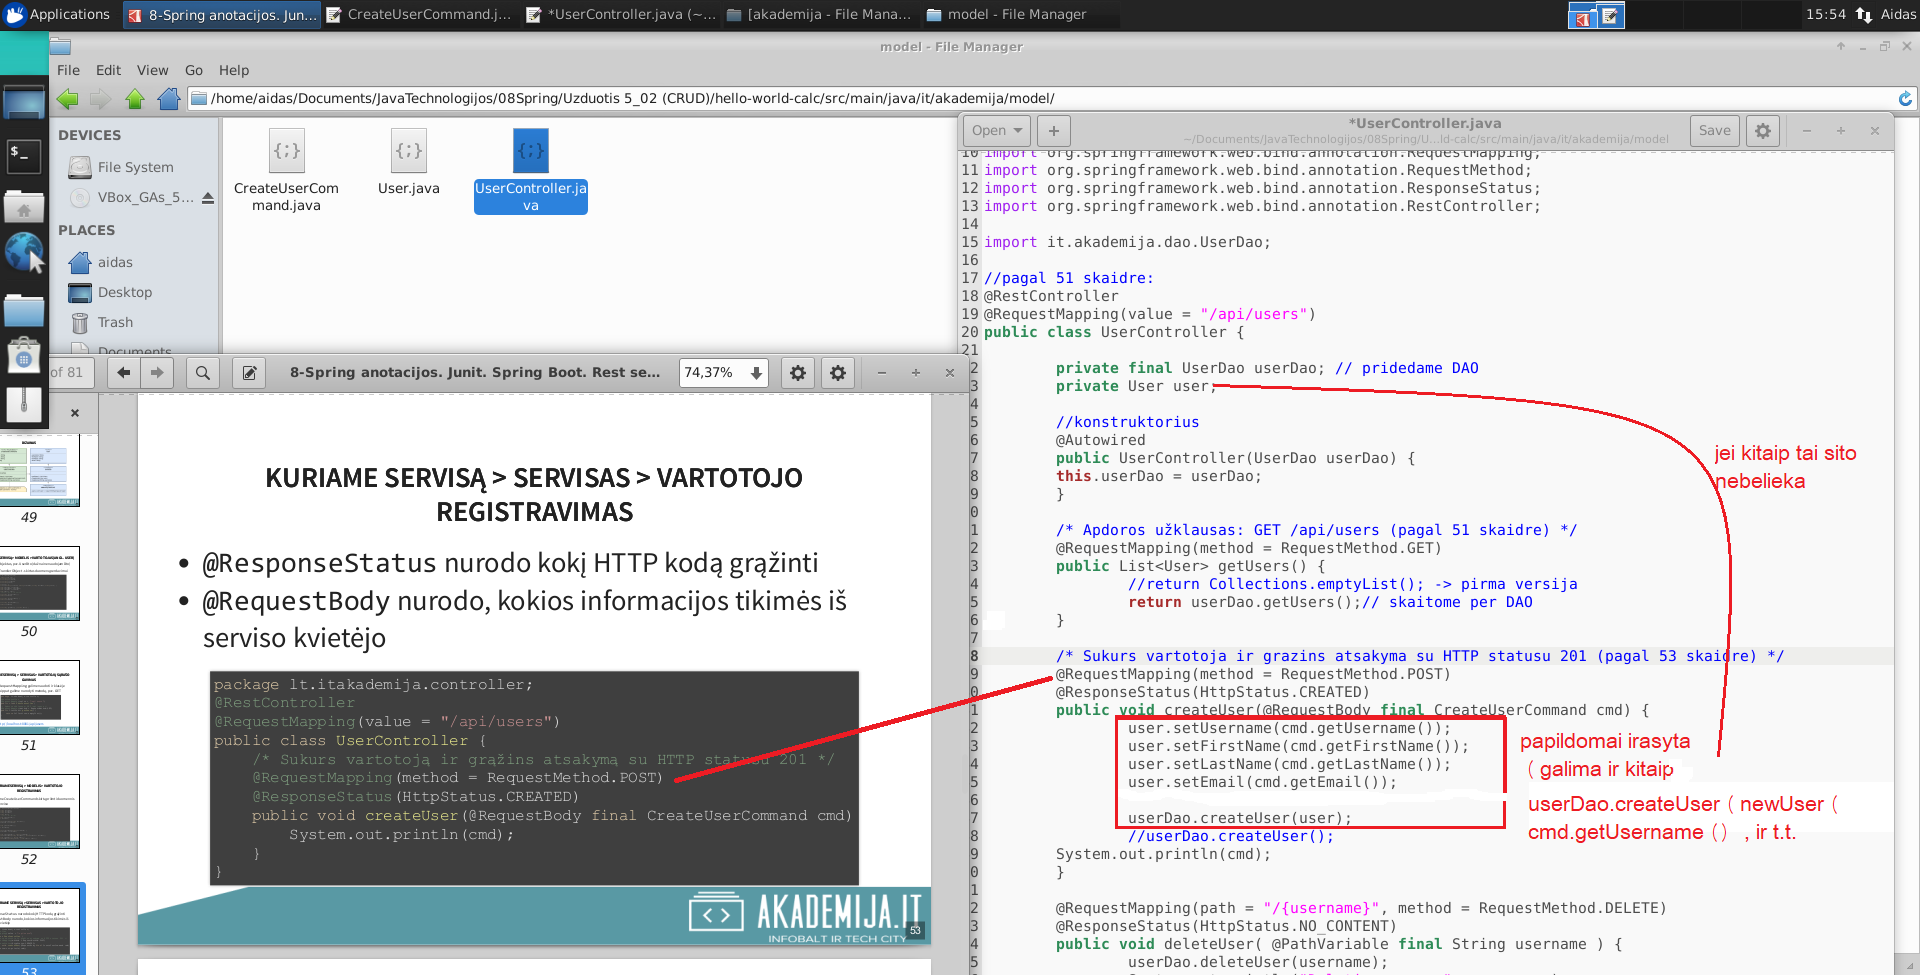 Applications
8-Spring anotacijos. Jun...
CreateUserCommand.j...
*UserController.java (~...
[akademija - File Mana...
model - File Manager
15:54
Aidas
model - File Manager
File Edit View Go Help
/home/aidas/Documents/JavaTechnologijos/08Spring/Uzduotis 5_02 (CRUD)/hello-world-calc/src/main/java/it/akademija/model/
DEVICES
File System
VBox_GAs_5...
PLACES
aidas
Desktop
Trash
Documents
CreateUserCom
mand.java
User.java
UserController.ja
va
of 81
8-Spring anotacijos. Junit. Spring Boot. Rest se...
74,37%
49
50
51
52
53
KURIAME SERVISĄ > SERVISAS > VARTOTOJO
REGISTRAVIMAS
• @ResponseStatus nurodo kokį HTTP kodą grąžinti
• @RequestBody nurodo, kokios informacijos tikimės iš
serviso kvietėjo
package lt.itakademija.controller;
@RestController
@RequestMapping(value = "/api/users")
public class UserController {
/* Sukurs vartotoją ir grąžins atsakymą su HTTP statusu 201 */
@RequestMapping(method = RequestMethod.POST)
@ResponseStatus(HttpStatus.CREATED)
public void createUser(@RequestBody final CreateUserCommand cmd)
System.out.println(cmd);
}
}
AKADEMIJA.IT
INFOBALT IR TECH CITY
53
Open
*UserController.java
~/Documents/JavaTechnologijos/08Spring/U...ld-calc/src/main/java/it/akademija/model
Save
10 import org.springframework.web.bind.annotation.RequestMapping;
11 import org.springframework.web.bind.annotation.RequestMethod;
12 import org.springframework.web.bind.annotation.ResponseStatus;
13 import org.springframework.web.bind.annotation.RestController;
14
15 import it.akademija.dao.UserDao;
16
17 //pagal 51 skaidre:
18 @RestController
19 @RequestMapping(value = "/api/users")
20 public class UserController {
21
2 private final UserDao userDao; // pridedame DAO
3 private User user;
4
5 //konstruktorius
6 @Autowired
7 public UserController(UserDao userDao) {
8 this.userDao = userDao;
9 }
0
1 /* Apdoros užklausas: GET /api/users (pagal 51 skaidre) */
2 @RequestMapping(method = RequestMethod.GET)
3 public List<User> getUsers() {
4 //return Collections.emptyList(); -> pirma versija
5 return userDao.getUsers();// skaitome per DAO
6 }
7
8 /* Sukurs vartotoja ir grazins atsakyma su HTTP statusu 201 (pagal 53 skaidre) */
9 @RequestMapping(method = RequestMethod.POST)
0 @ResponseStatus(HttpStatus.CREATED)
1 public void createUser(@RequestBody final CreateUserCommand cmd) {
2 user.setUsername(cmd.getUsername());
3 user.setFirstName(cmd.getFirstName());
4 user.setLastName(cmd.getLastName());
5 user.setEmail(cmd.getEmail());
6
7 userDao.createUser(user);
8 //userDao.createUser();
9 System.out.println(cmd);
0 }
1
2 @RequestMapping(path = "/{username}", method = RequestMethod.DELETE)
3 @ResponseStatus(HttpStatus.NO_CONTENT)
4 public void deleteUser( @PathVariable final String username ) {
5 userDao.deleteUser(username);
jei kitaip tai sito
nebelieka
papildomai irasyta
( galima ir kitaip
userDao.createUser ( newUser (
cmd.getUsername () , ir t.t.